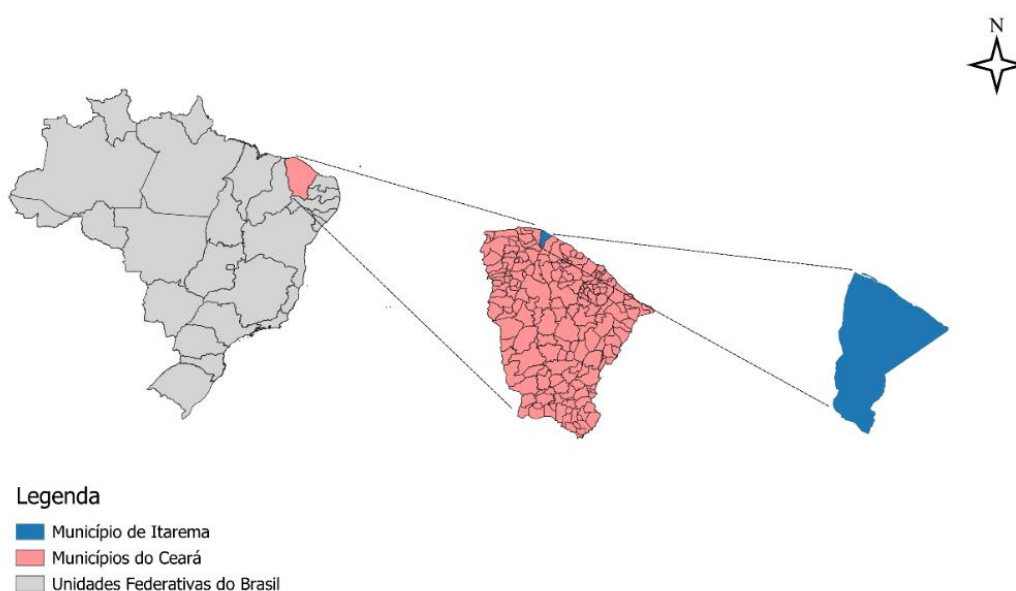 N
Legenda
Município de Itarema
Municípios do Ceará
Unidades Federativas do Brasil